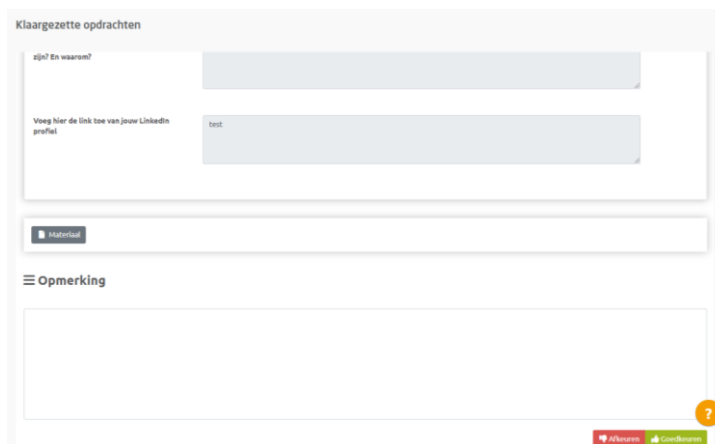 Klaargezette opdrachten
zijn? En waarom?
Voeg hier de link toe van jouw LinkedIn
profiel
test
Materiaal
Opmerking
?
Afkeuren Goedkeuren